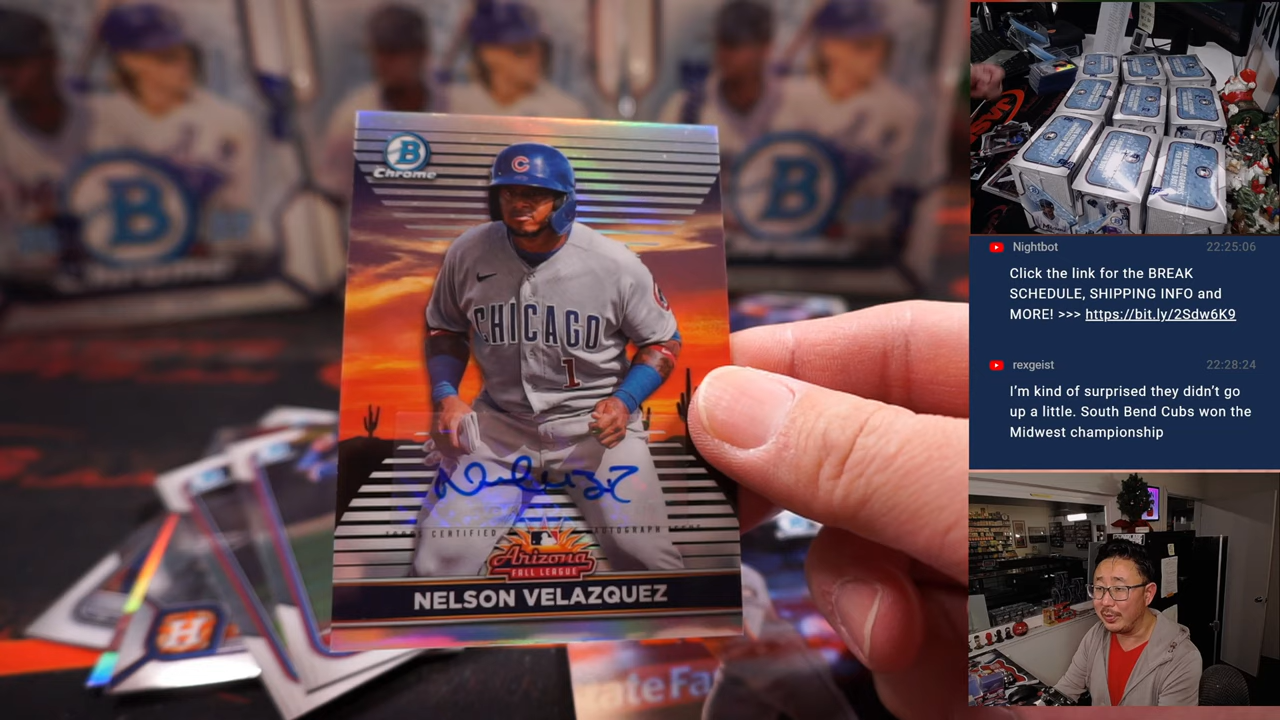 B
Chrome
C
CHICAGO
1
CERTIFIED AUTOGRAPH
Arizona
FALL LEAGUE
NELSON VELAZQUEZ
H
B
Nightbot 22:25:06
Click the link for the BREAK
SCHEDULE, SHIPPING INFO and
MORE! >>> https://bit.ly/2Sdw6K9
rexgeist 22:28:24
I'm kind of surprised they didn't go
up a little. South Bend Cubs won the
Midwest championship